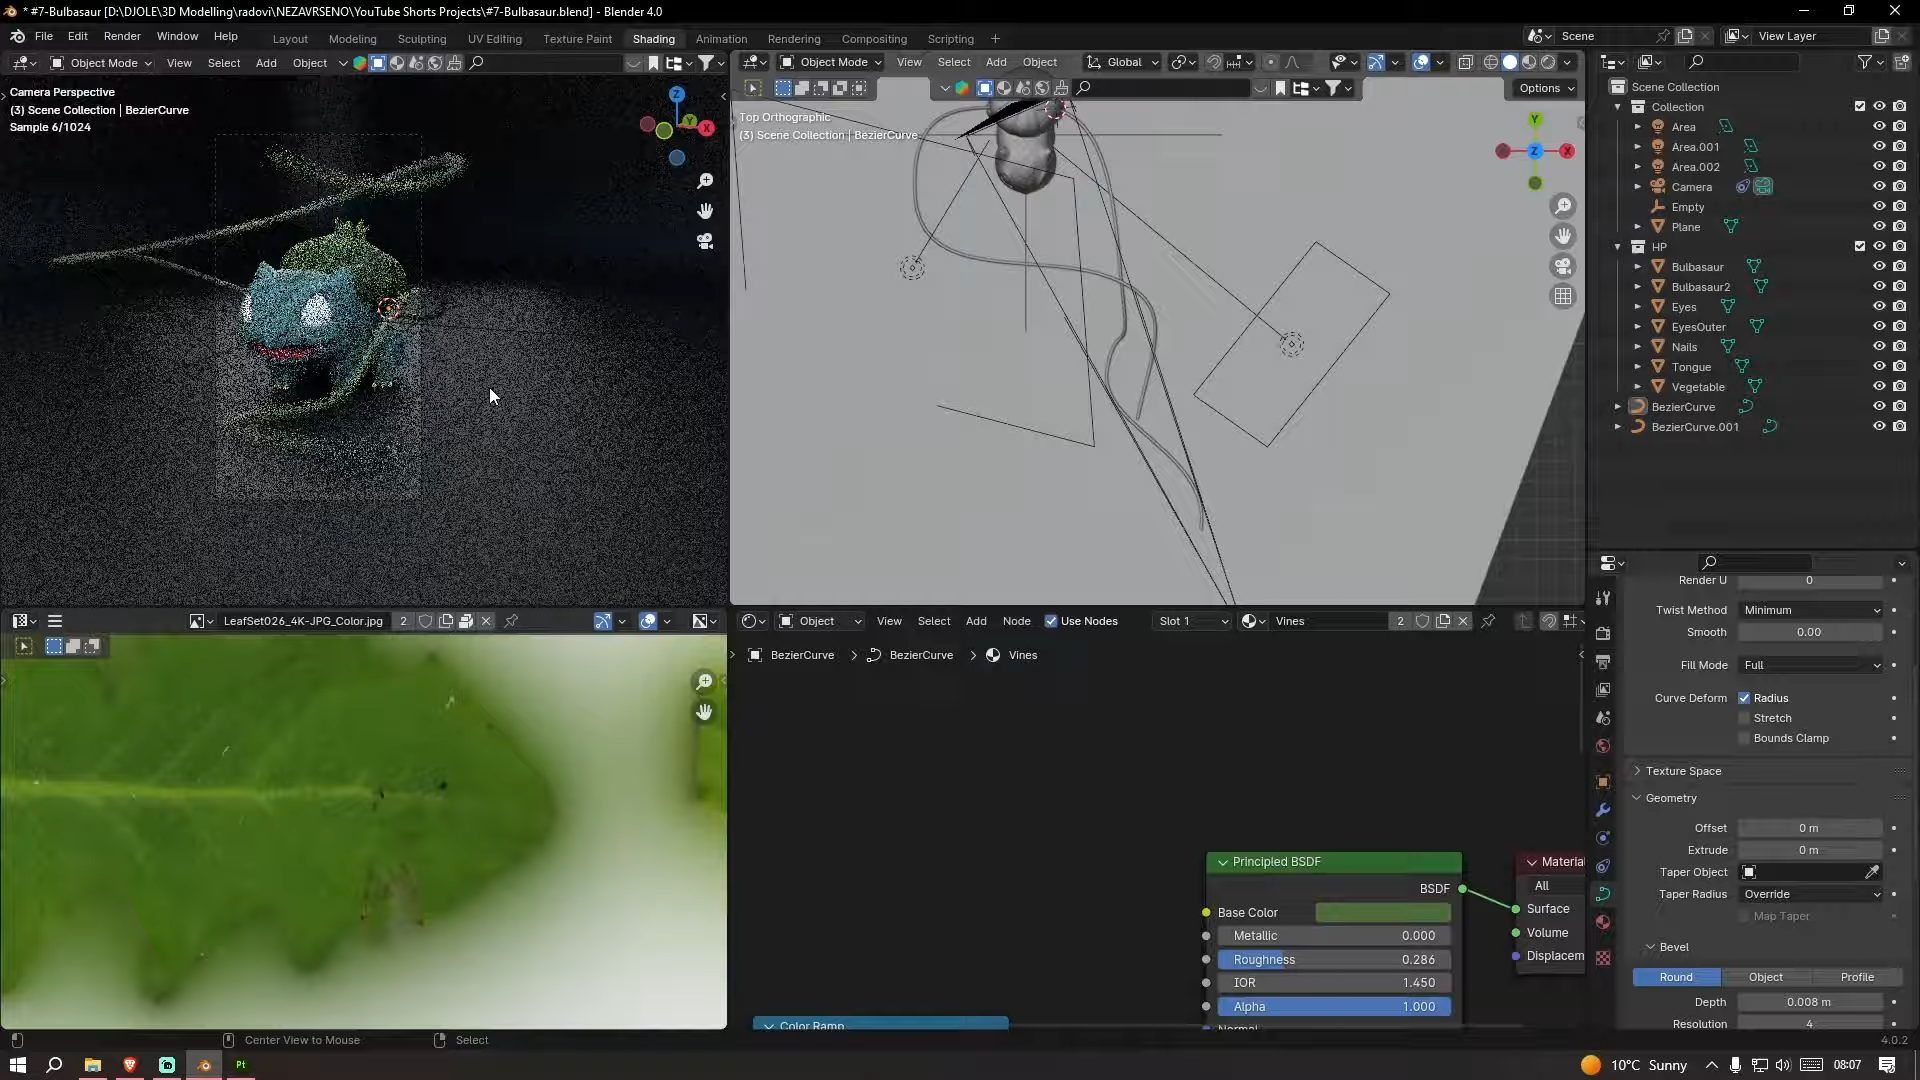 * #7-Bulbasaur [D:\DJOLE\3D Modelling\radovi\NEZAVRSENO\YouTube Shorts Projects\#7-Bulbasaur.blend] - Blender 4.0
File Edit Render Window Help Layout Modeling Sculpting UV Editing Texture Paint Shading Animation Rendering Compositing Scripting + Scene View Layer
Object Mode View Select Add Object
Object Mode View Select Add Object Global
Options
Camera Perspective
(3) Scene Collection | BezierCurve
Sample 6/1024
Z
Y
X
Top Orthographic
(3) Scene Collection | BezierCurve
Y
Z
X
Scene Collection
Collection
Area
Area.001
Area.002
Camera
Empty
Plane
HP
Bulbasaur
Bulbasaur2
Eyes
EyesOuter
Nails
Tongue
Vegetable
BezierCurve
BezierCurve.001
Render U 0
Twist Method Minimum
Smooth 0.00
Fill Mode Full
Curve Deform Radius
Stretch
Bounds Clamp
Texture Space
Geometry
Offset 0 m
Extrude 0 m
Taper Object
Taper Radius Override
Map Taper
Bevel
Round Object Profile
Depth 0.008 m
Resolution 4
LeafSet026_4K-JPG_Color.jpg 2
Object View Select Add Node Use Nodes Slot 1 Vines 2
BezierCurve > BezierCurve > Vines
Principled BSDF
BSDF
Base Color
Metallic 0.000
Roughness 0.286
IOR 1.450
Alpha 1.000
Normal
Material
All
Surface
Volume
Displacem
Color Ramp
Center View to Mouse Select 4.0.2
Pt 10°C Sunny 08:07